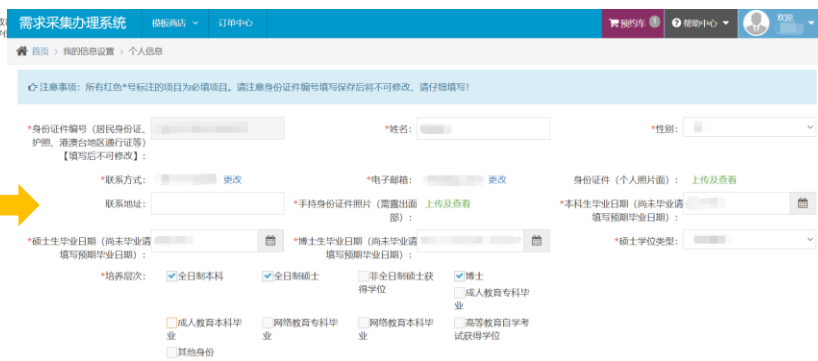 需求采集办理系统 模板商店 订单中心 预约车 1 帮助中心 欢迎,
首页 > 我的信息设置 > 个人信息
注意事项：所有红色*号标注的项目为必填项目。请注意身份证件编号填写保存后将不可修改，请仔细填写！
*身份证件编号（居民身份证、 *姓名： *性别：
护照、港澳台地区通行证等）
【填写后不可修改】：
*联系方式： 更改 *电子邮箱： 更改 身份证件（个人照片面）： 上传及查看
联系地址： *手持身份证件照片（需露出面 上传及查看 *本科生毕业日期（尚未毕业请
部）： 填写预期毕业日期）：
*硕士生毕业日期（尚未毕业请 *博士生毕业日期（尚未毕业请 *硕士学位类型：
填写预期毕业日期）： 填写预期毕业日期）：
*培养层次： 全日制本科 全日制硕士 非全日制硕士获 博士
得学位 成人教育专科毕
业
成人教育本科毕 网络教育专科毕 网络教育本科毕 高等教育自学考
业 业 业 试获得学位
其他身份